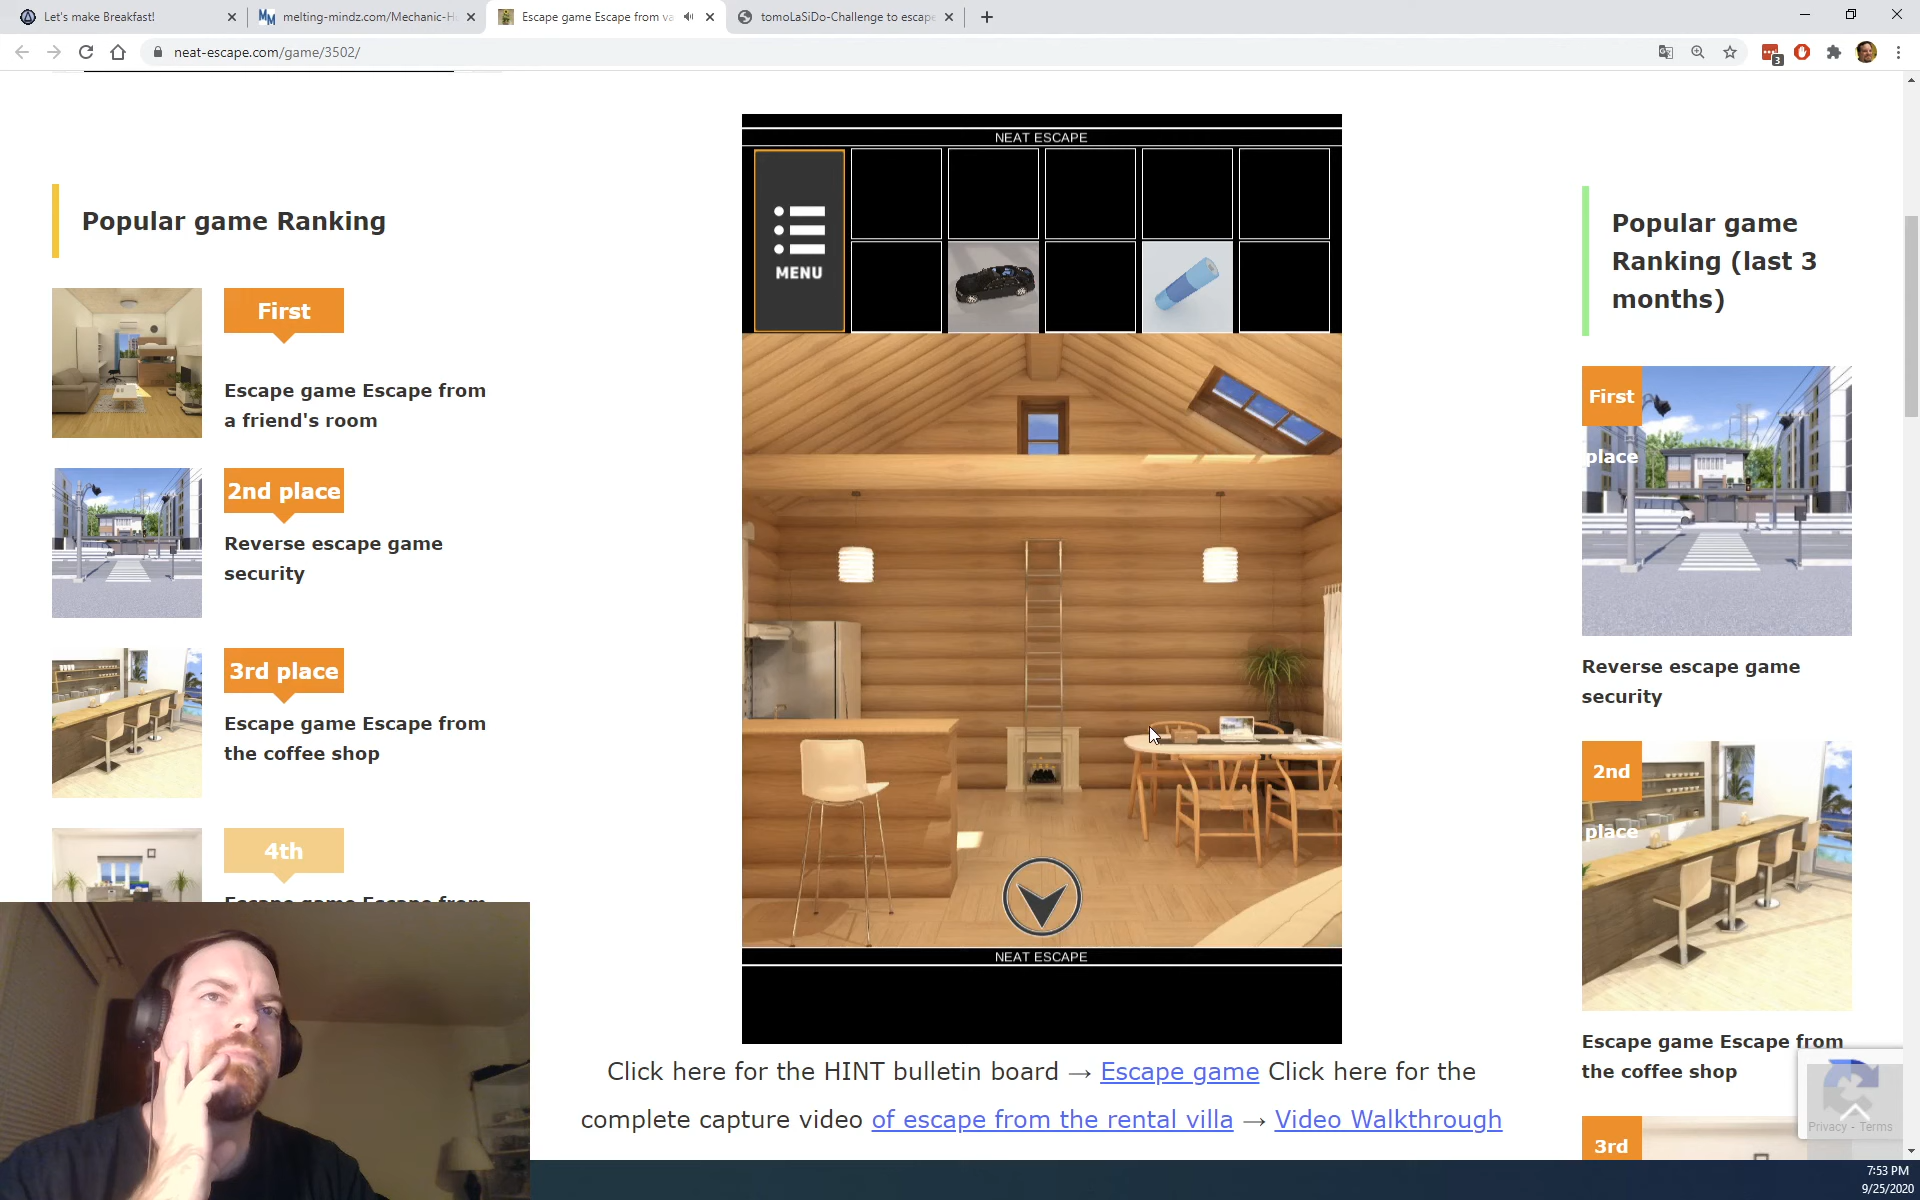 Let's make Breakfast!
melting-mindz.com/Mechanic-H
Escape game Escape from va
tomoLaSiDo-Challenge to escape
neat-escape.com/game/3502/
3
Popular game Ranking
First
Escape game Escape from
a friend's room
2nd place
Reverse escape game
security
3rd place
Escape game Escape from
the coffee shop
4th
Escape game Escape from
NEAT ESCAPE
MENU
NEAT ESCAPE
Click here for the HINT bulletin board → Escape game Click here for the
complete capture video of escape from the rental villa → Video Walkthrough
Popular game
Ranking (last 3
months)
First
place
Reverse escape game
security
2nd
place
Escape game Escape from
the coffee shop
3rd
Privacy - Terms
7:53 PM
9/25/2020